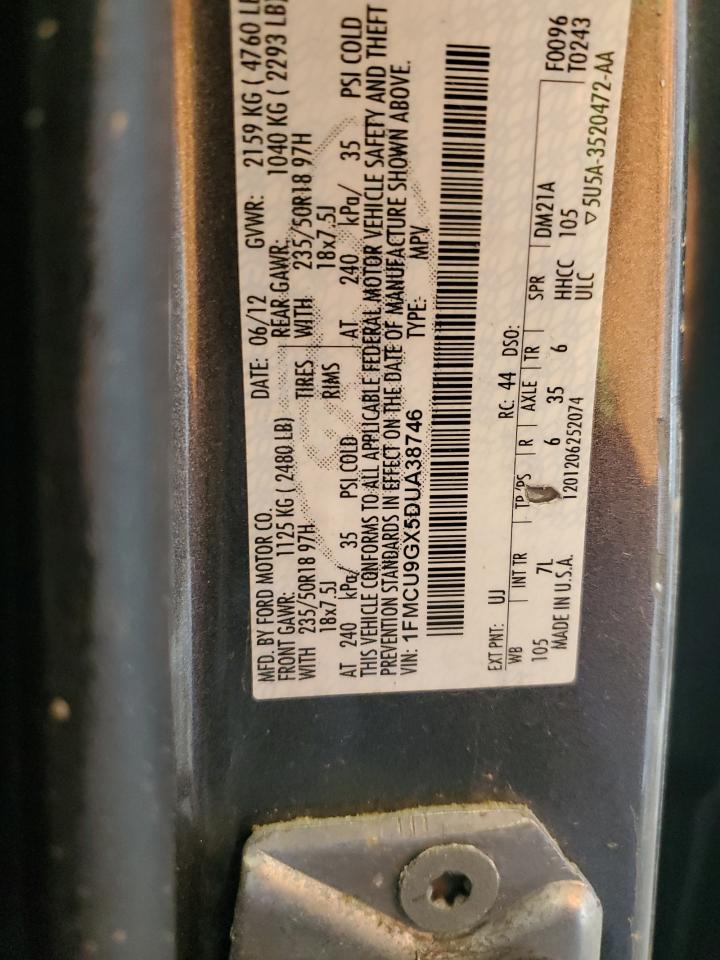 MFD. BY FORD MOTOR CO.
DATE: 06/12 GVWR: 2159 KG ( 4760 LB
FRONT GAWR: 1125 KG ( 2480 LB)
REAR GAWR: 1040 KG ( 2293 LB)
WITH 235/50R18 97H TIRES WITH 235/50R18 97H
18x7.5J RIMS 18x7.5J
AT 240 kPa/ 35 PSI COLD AT 240 kPa/ 35 PSI COLD
THIS VEHICLE CONFORMS TO ALL APPLICABLE FEDERAL MOTOR VEHICLE SAFETY AND THEFT
PREVENTION STANDARDS IN EFFECT ON THE DATE OF MANUFACTURE SHOWN ABOVE.
VIN: 1FMCU9GX5DUA38746 TYPE: MPV
EXT PNT: UJ RC: 44 DSO: F0096
WB INT TR TP/PS R AXLE TR SPR DM21A T0243
105 7L 6 35 6 HHCC 105
ULC
MADE IN U.S.A. 1201206252074 ▽5U5A-3520472-AA